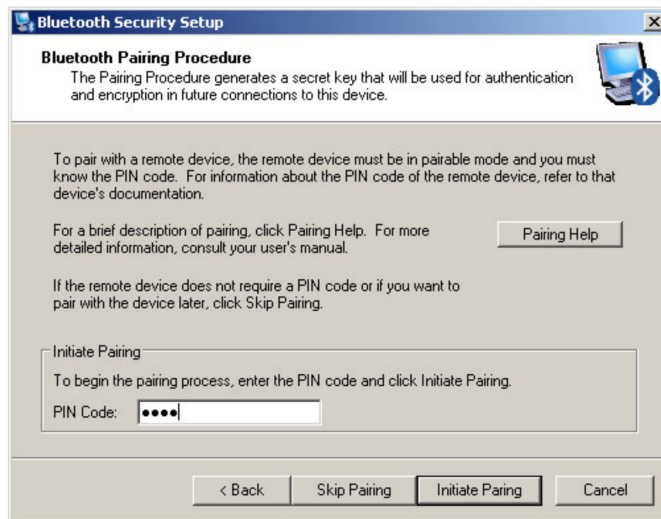 Bluetooth Security Setup
Bluetooth Pairing Procedure
The Pairing Procedure generates a secret key that will be used for authentication
and encryption in future connections to this device.
To pair with a remote device, the remote device must be in pairable mode and you must
know the PIN code. For information about the PIN code of the remote device, refer to that
device's documentation.
For a brief description of pairing, click Pairing Help. For more
detailed information, consult your user's manual.
Pairing Help
If the remote device does not require a PIN code or if you want to
pair with the device later, click Skip Pairing.
Initiate Pairing
To begin the pairing process, enter the PIN code and click Initiate Pairing.
PIN Code: ●●●●
< Back Skip Pairing Initiate Paring Cancel